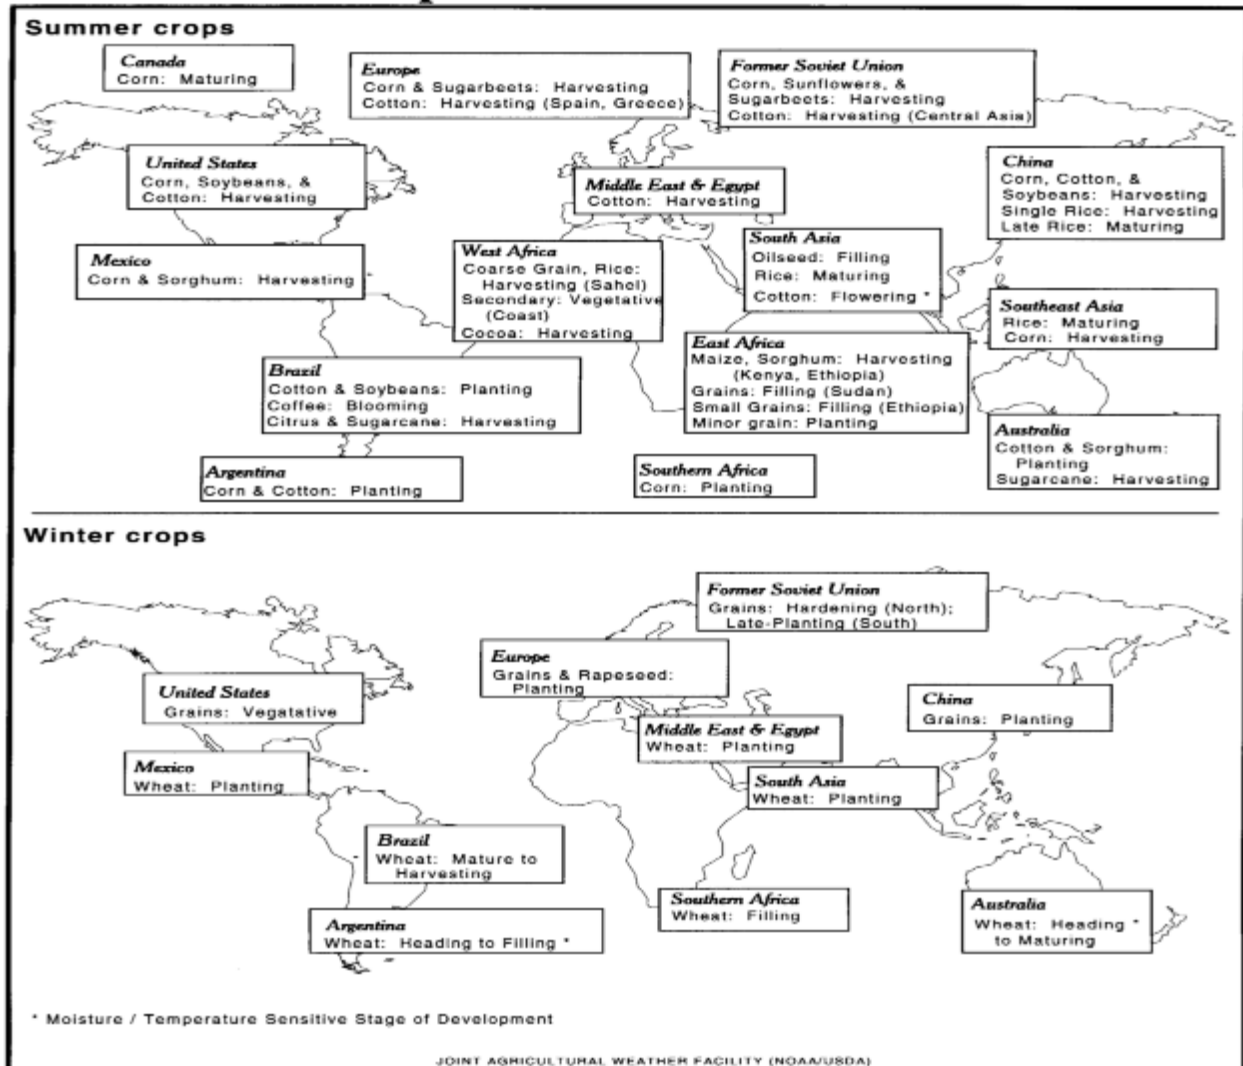 Summer crops
Canada
Corn: Maturing
Europe
Corn & Sugarbeets: Harvesting
Cotton: Harvesting (Spain, Greece)
Former Soviet Union
Corn, Sunflowers, &
Sugarbeets: Harvesting
Cotton: Harvesting (Central Asia)
United States
Corn, Soybeans, &
Cotton: Harvesting
Middle East & Egypt
Cotton: Harvesting
China
Corn, Cotton, &
Soybeans: Harvesting
Single Rice: Harvesting
Late Rice: Maturing
Mexico
Corn & Sorghum: Harvesting
West Africa
Coarse Grain, Rice:
Harvesting (Sahel)
Secondary: Vegetative
(Coast)
Cocoa: Harvesting
South Asia
Oilseed: Filling
Rice: Maturing
Cotton: Flowering *
Southeast Asia
Rice: Maturing
Corn: Harvesting
Brazil
Cotton & Soybeans: Planting
Coffee: Blooming
Citrus & Sugarcane: Harvesting
East Africa
Maize, Sorghum: Harvesting
(Kenya, Ethiopia)
Grains: Filling (Sudan)
Small Grains: Filling (Ethiopia)
Minor grain: Planting
Australia
Cotton & Sorghum:
Planting
Sugarcane: Harvesting
Argentina
Corn & Cotton: Planting
Southern Africa
Corn: Planting
Winter crops
Former Soviet Union
Grains: Hardening (North);
Late-Planting (South)
Europe
Grains & Rapeseed:
Planting
United States
Grains: Vegatative
China
Grains: Planting
Middle East & Egypt
Wheat: Planting
Mexico
Wheat: Planting
South Asia
Wheat: Planting
Brazil
Wheat: Mature to
Harvesting
Southern Africa
Wheat: Filling
Australia
Wheat: Heading *
to Maturing
Argentina
Wheat: Heading to Filling *
* Moisture / Temperature Sensitive Stage of Development
JOINT AGRICULTURAL WEATHER FACILITY (NOAA/USDA)